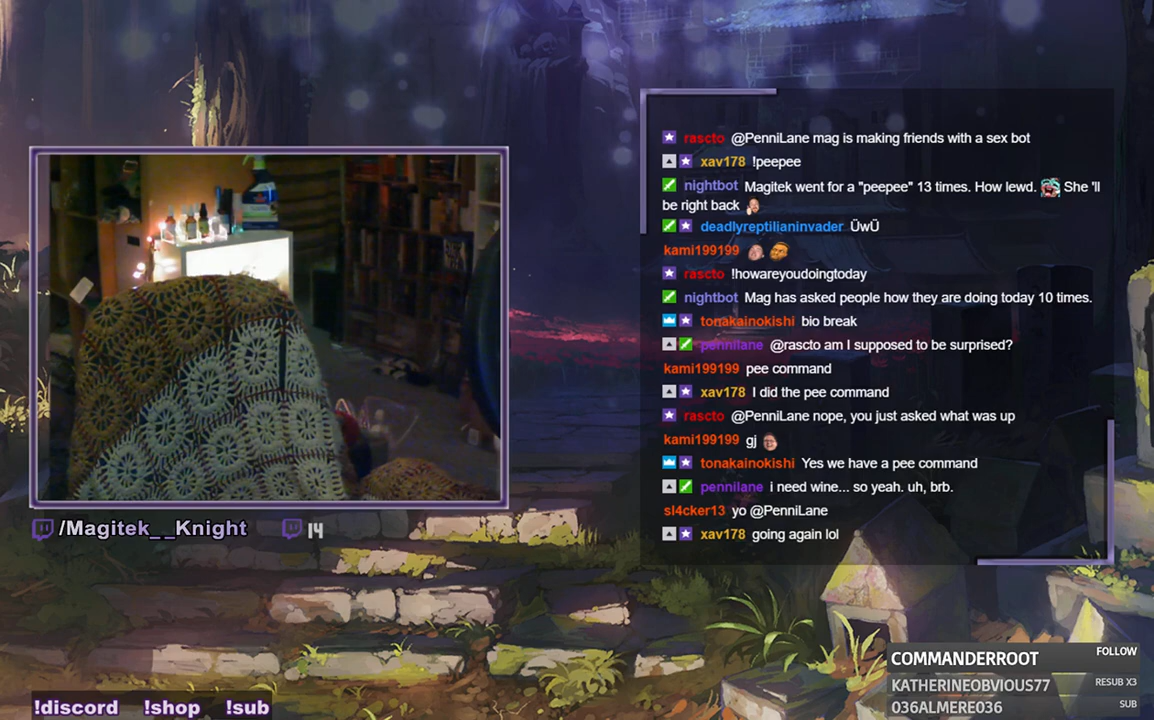 rascto @PenniLane mag is making friends with a sex bot
xav178 !peepee
nightbot Magitek went for a "peepee" 13 times. How lewd. She 'll
be right back
deadlyreptilianinvader ÜwÜ
kami199199
rascto !howareyoudoingtoday
nightbot Mag has asked people how they are doing today 10 times.
tonakainokishi bio break
pennilane @rascto am I supposed to be surprised?
kami199199 pee command
xav178 I did the pee command
rascto @PenniLane nope, you just asked what was up
kami199199 gj
tonakainokishi Yes we have a pee command
pennilane i need wine... so yeah. uh, brb.
sl4cker13 yo @PenniLane
xav178 going again lol
/Magitek__Knight 14
COMMANDERROOT FOLLOW
KATHERINEOBVIOUS77 RESUB X3
036ALMERE036 SUB
!discord !shop !sub